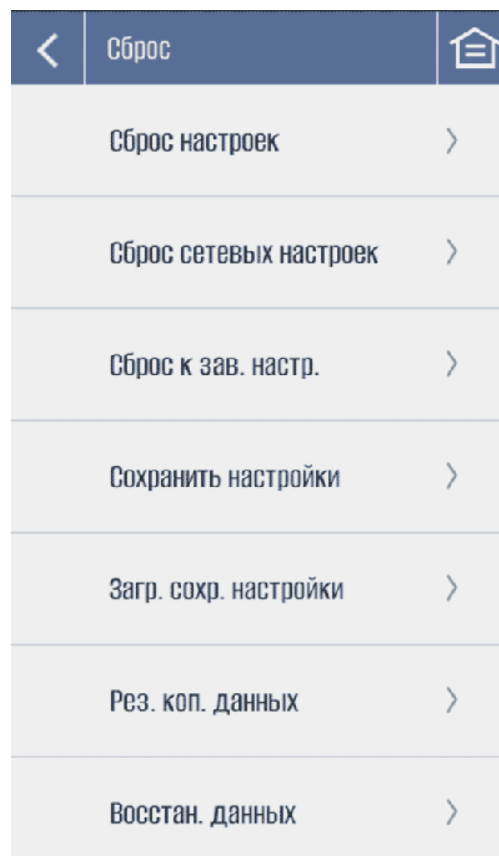 Сброс
Сброс настроек
Сброс сетевых настроек
Сброс к зав. настр.
Сохранить настройки
Загр. сохр. настройки
Рез. коп. данных
Восстан. данных